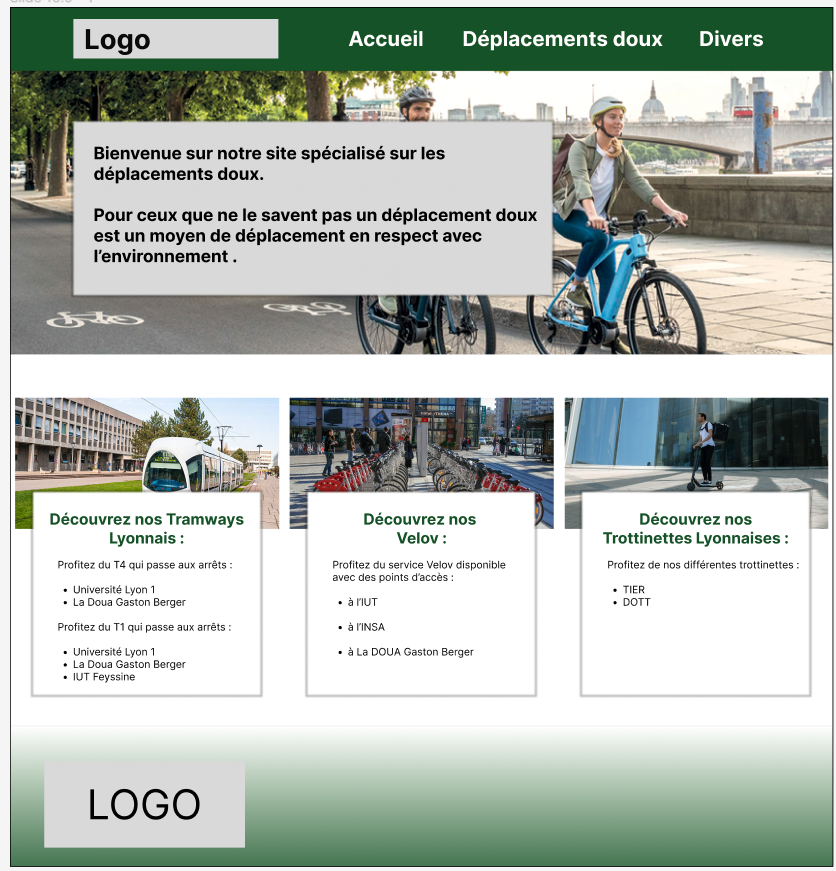 Logo
Accueil
Déplacements doux
Divers
Bienvenue sur notre site spécialisé sur les
déplacements doux.
Pour ceux que ne le savent pas un déplacement doux
est un moyen de déplacement en respect avec
l’environnement .
Découvrez nos Tramways
Lyonnais :
Profitez du T4 qui passe aux arrêts :
• Université Lyon 1
• La Doua Gaston Berger
Profitez du T1 qui passe aux arrêts :
• Université Lyon 1
• La Doua Gaston Berger
• IUT Feyssine
Découvrez nos
Velov :
Profitez du service Velov disponible
avec des points d’accès :
• à l’IUT
• à l’INSA
• à La DOUA Gaston Berger
Découvrez nos
Trottinettes Lyonnaises :
Profitez de nos différentes trottinettes :
• TIER
• DOTT
LOGO